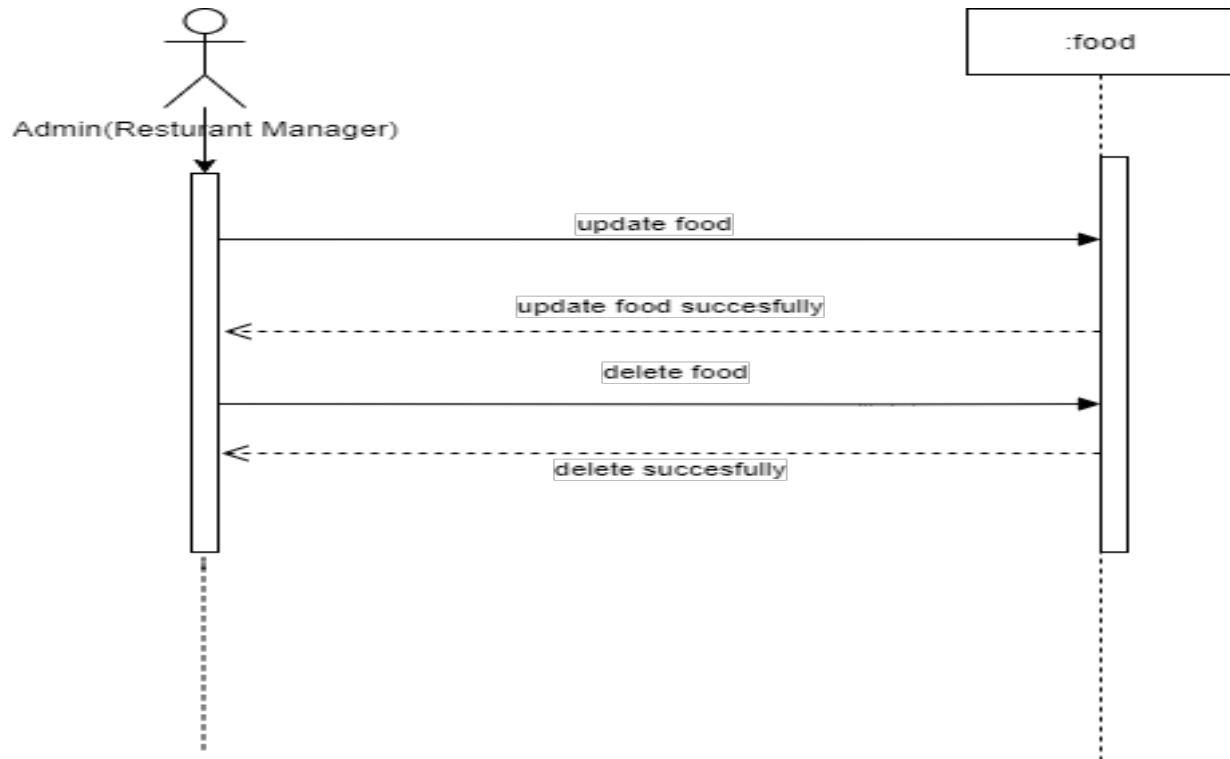 :food
Admin(Resturant Manager)
update food
update food succesfully
delete food
delete succesfully